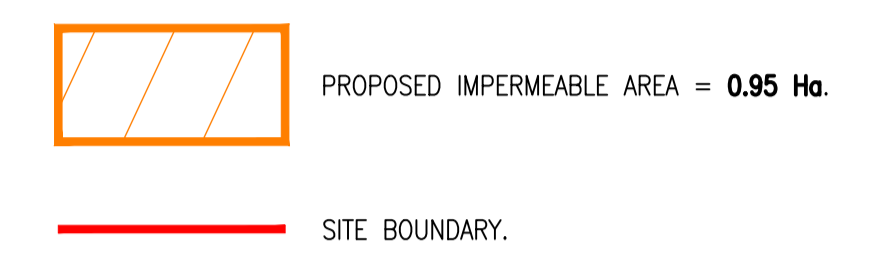 PROPOSED IMPERMEABLE AREA = 0.95 Ha.
SITE BOUNDARY.